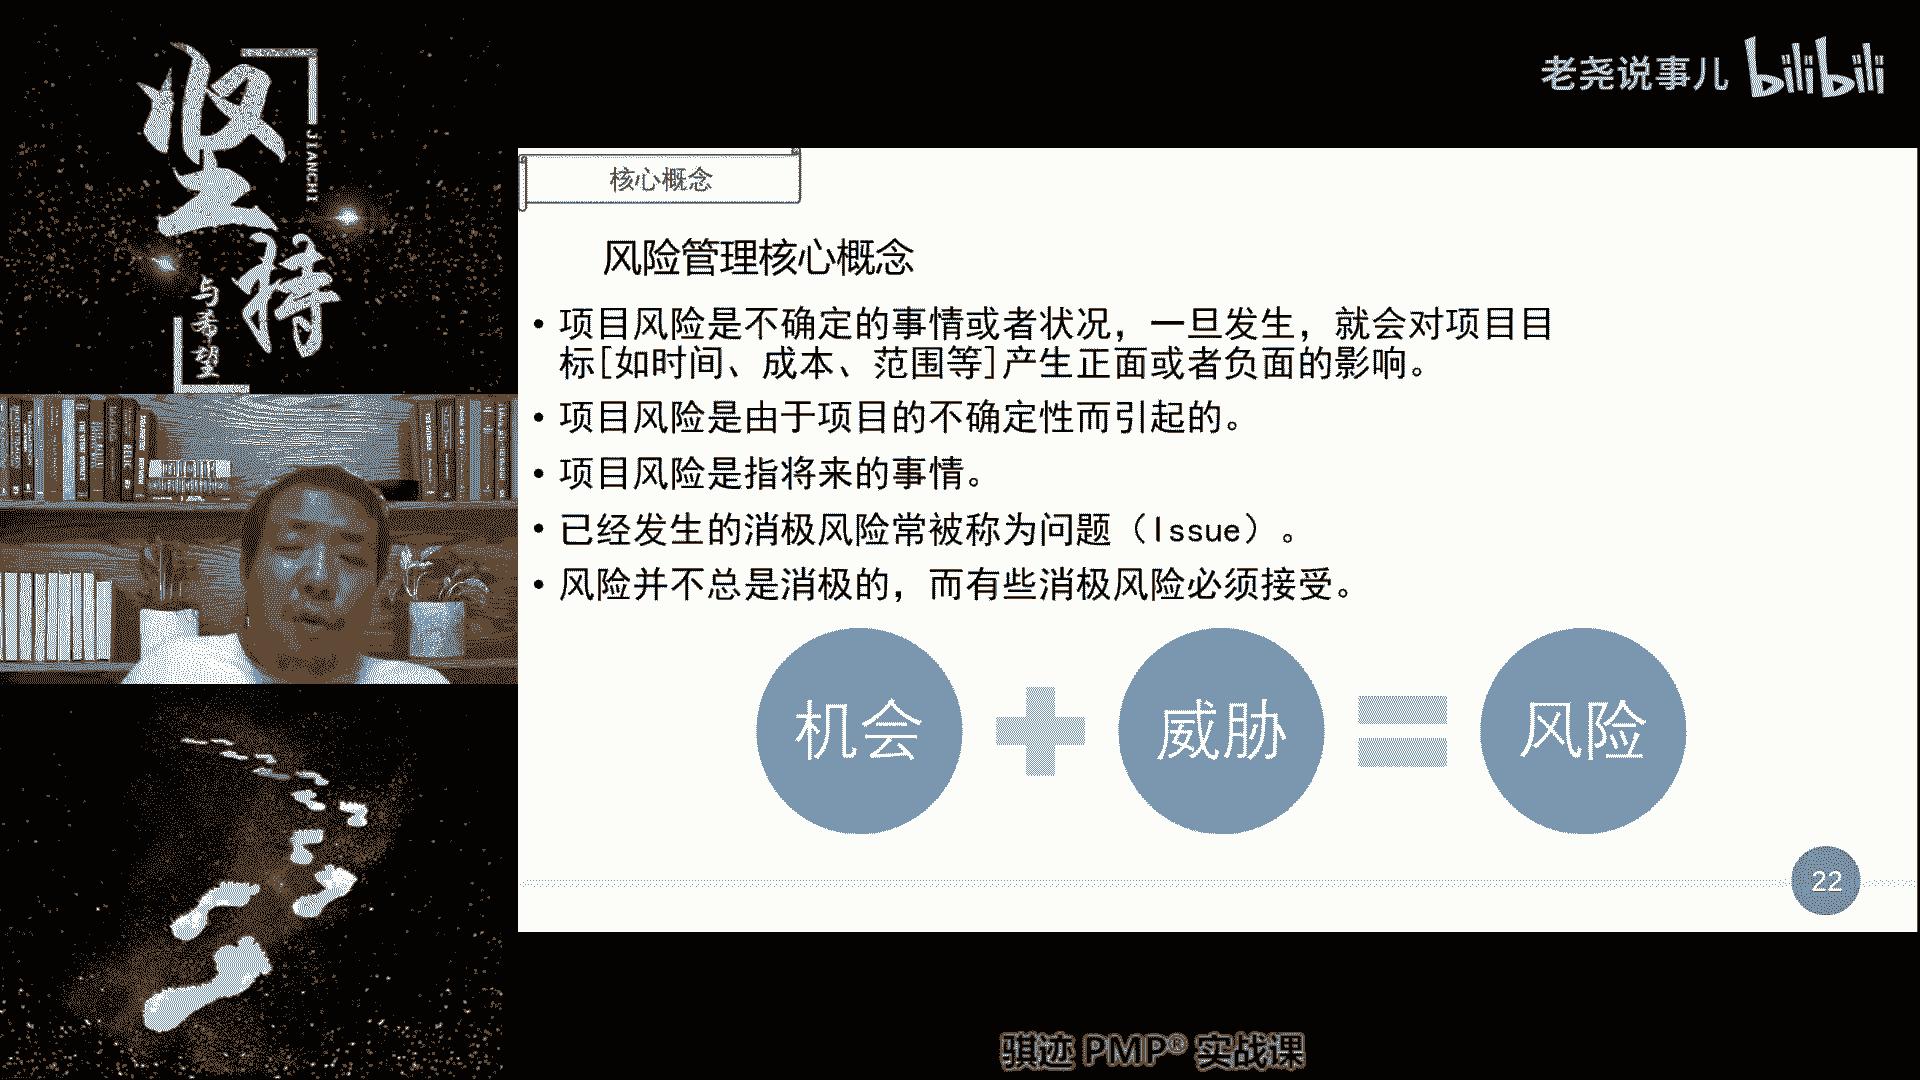 坚持
JIANCHI
与希望
老尧说事儿 bilibili
核心概念
风险管理核心概念
• 项目风险是不确定的事情或者状况，一旦发生，就会对项目目
标[如时间、成本、范围等]产生正面或者负面的影响。
• 项目风险是由于项目的不确定性而引起的。
• 项目风险是指将来的事情。
• 已经发生的消极风险常被称为问题（Issue）。
• 风险并不总是消极的，而有些消极风险必须接受。
机会 + 威胁 = 风险
22
骐迹 PMP® 实战课